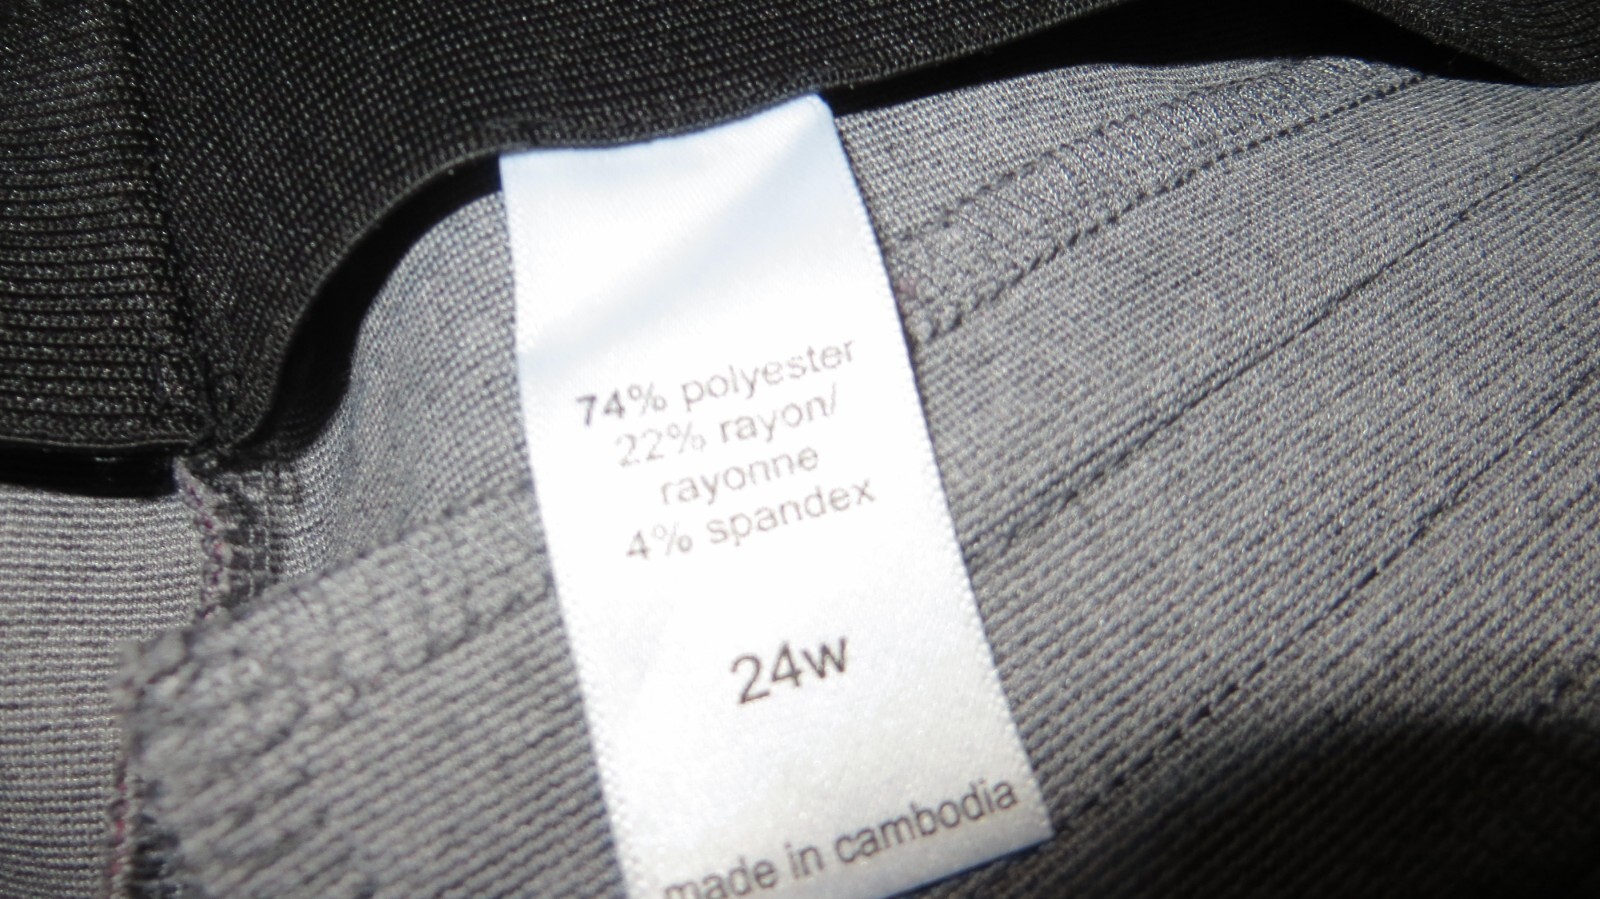 74% polyester
22% rayon/
rayonne
4% spandex
24w
made in cambodia